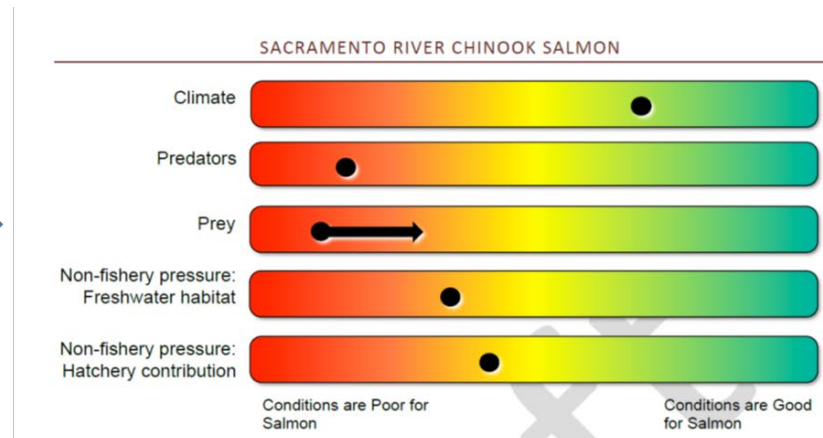 SACRAMENTO RIVER CHINOOK SALMON
Climate
Predators
Prey
Non-fishery pressure:
Freshwater habitat
Non-fishery pressure:
Hatchery contribution
Conditions are Poor for
Salmon
Conditions are Good
for Salmon